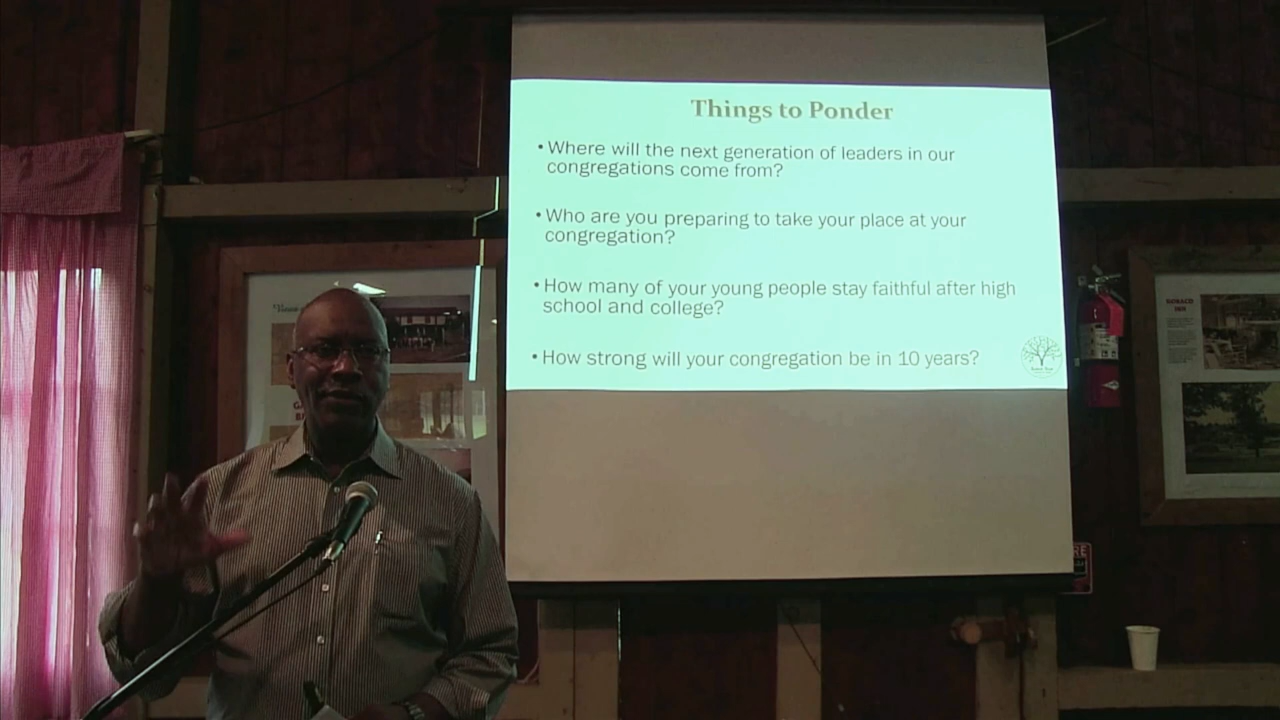 Things to Ponder
• Where will the next generation of leaders in our
congregations come from?
• Who are you preparing to take your place at your
congregation?
• How many of your young people stay faithful after high
school and college?
• How strong will your congregation be in 10 years?